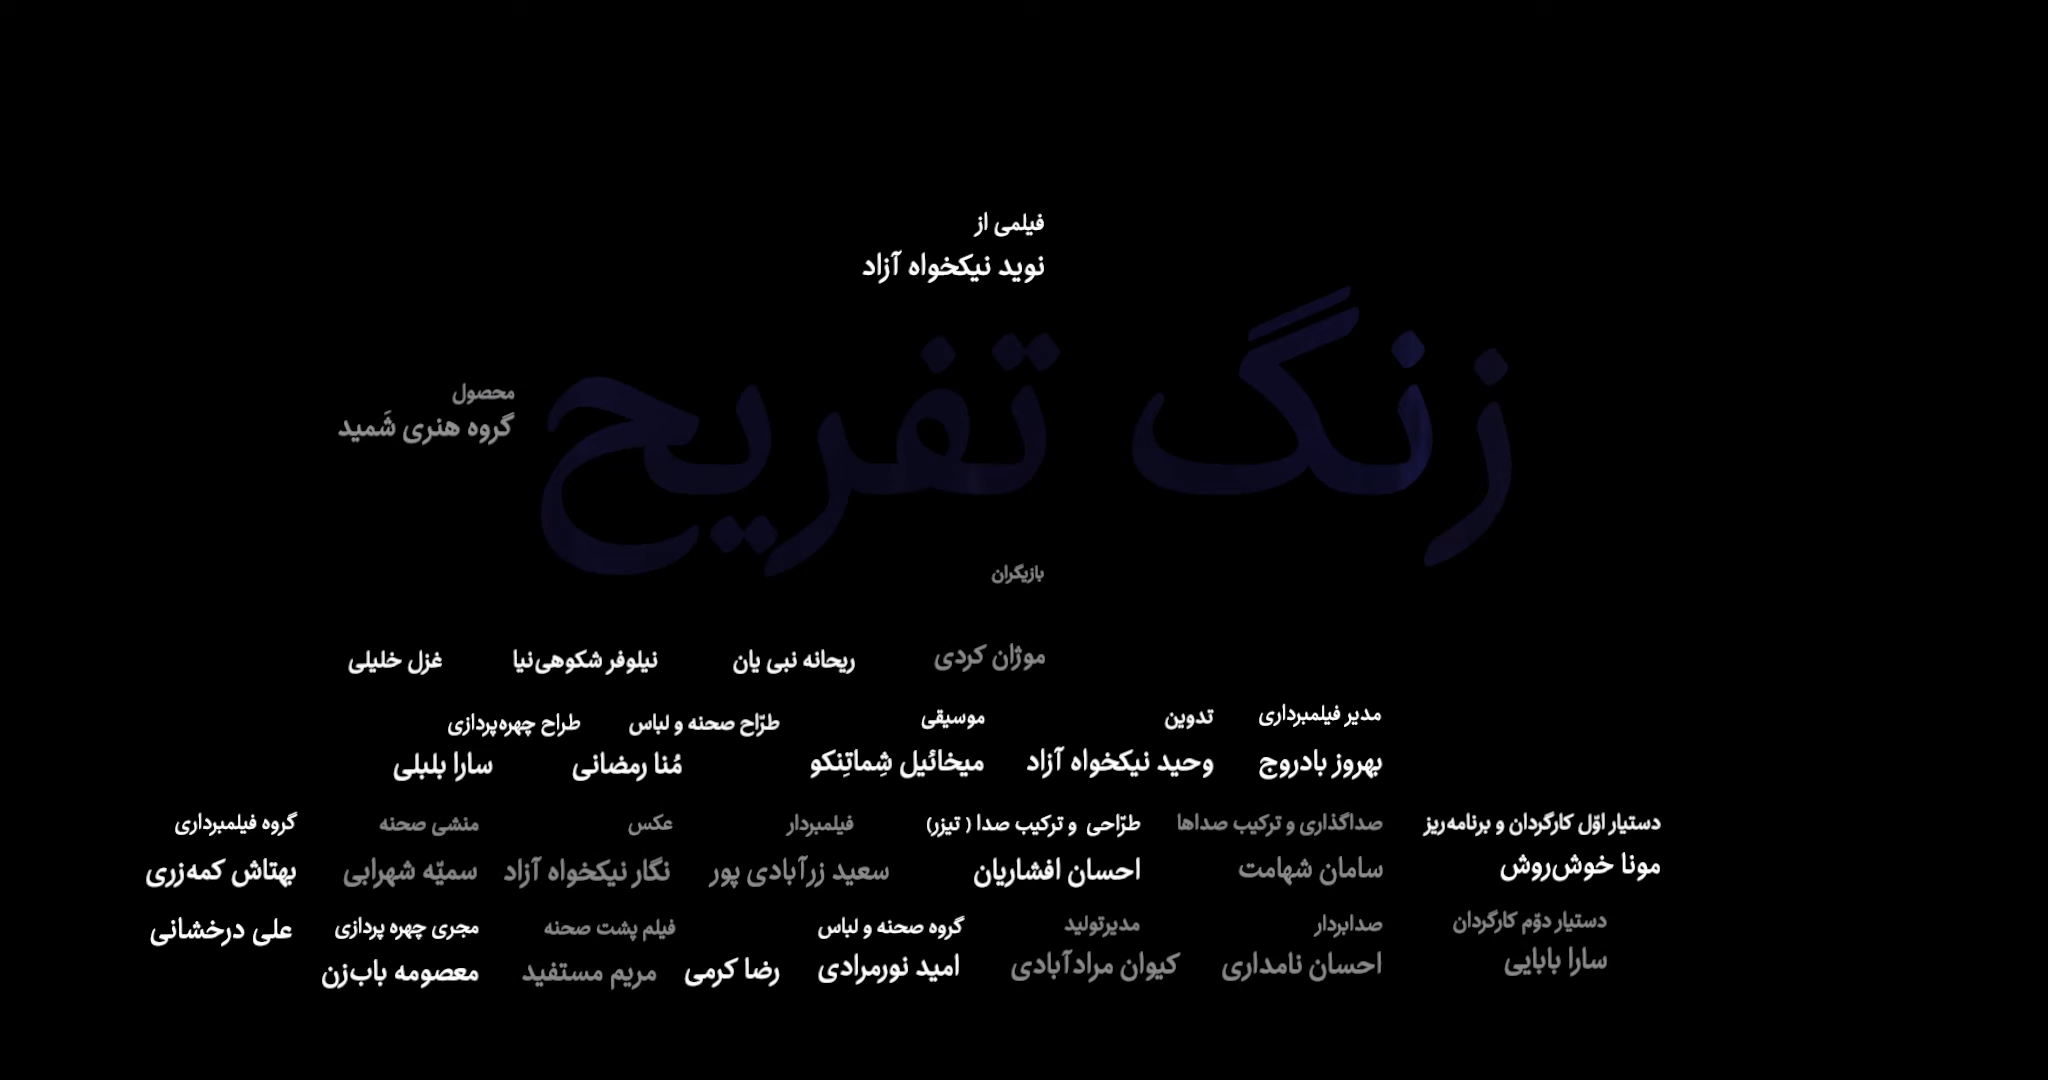 فیلمی از
نوید نیکخواه آزاد
زنگ تفریح
محصول
گروه هنری شَمید
بازیگران
موژان کردی ریحانه نبی یان نیلوفر شکوهی‌نیا غزل خلیلی
مدیر فیلمبرداری تدوین موسیقی طرّاح صحنه و لباس طراح چهره‌پردازی
بهروز بادروج وحید نیکخواه آزاد میخائیل شِماتِنکو مُنا رمضانی سارا بلبلی
دستیار اوّل کارگردان و برنامه‌ریز صداگذاری و ترکیب صداها طرّاحی و ترکیب صدا ( تیزر) فیلمبردار عکس منشی صحنه گروه فیلمبرداری
مونا خوش‌روش سامان شهامت احسان افشاریان سعید زرآبادی پور نگار نیکخواه آزاد سمیّه شهرابی بهتاش کمه‌زری
دستیار دوّم کارگردان صدابردار مدیرتولید گروه صحنه و لباس فیلم پشت صحنه مجری چهره پردازی علی درخشانی
سارا بابایی احسان نامداری کیوان مرادآبادی امید نورمرادی رضا کرمی مریم مستفید معصومه باب‌زن